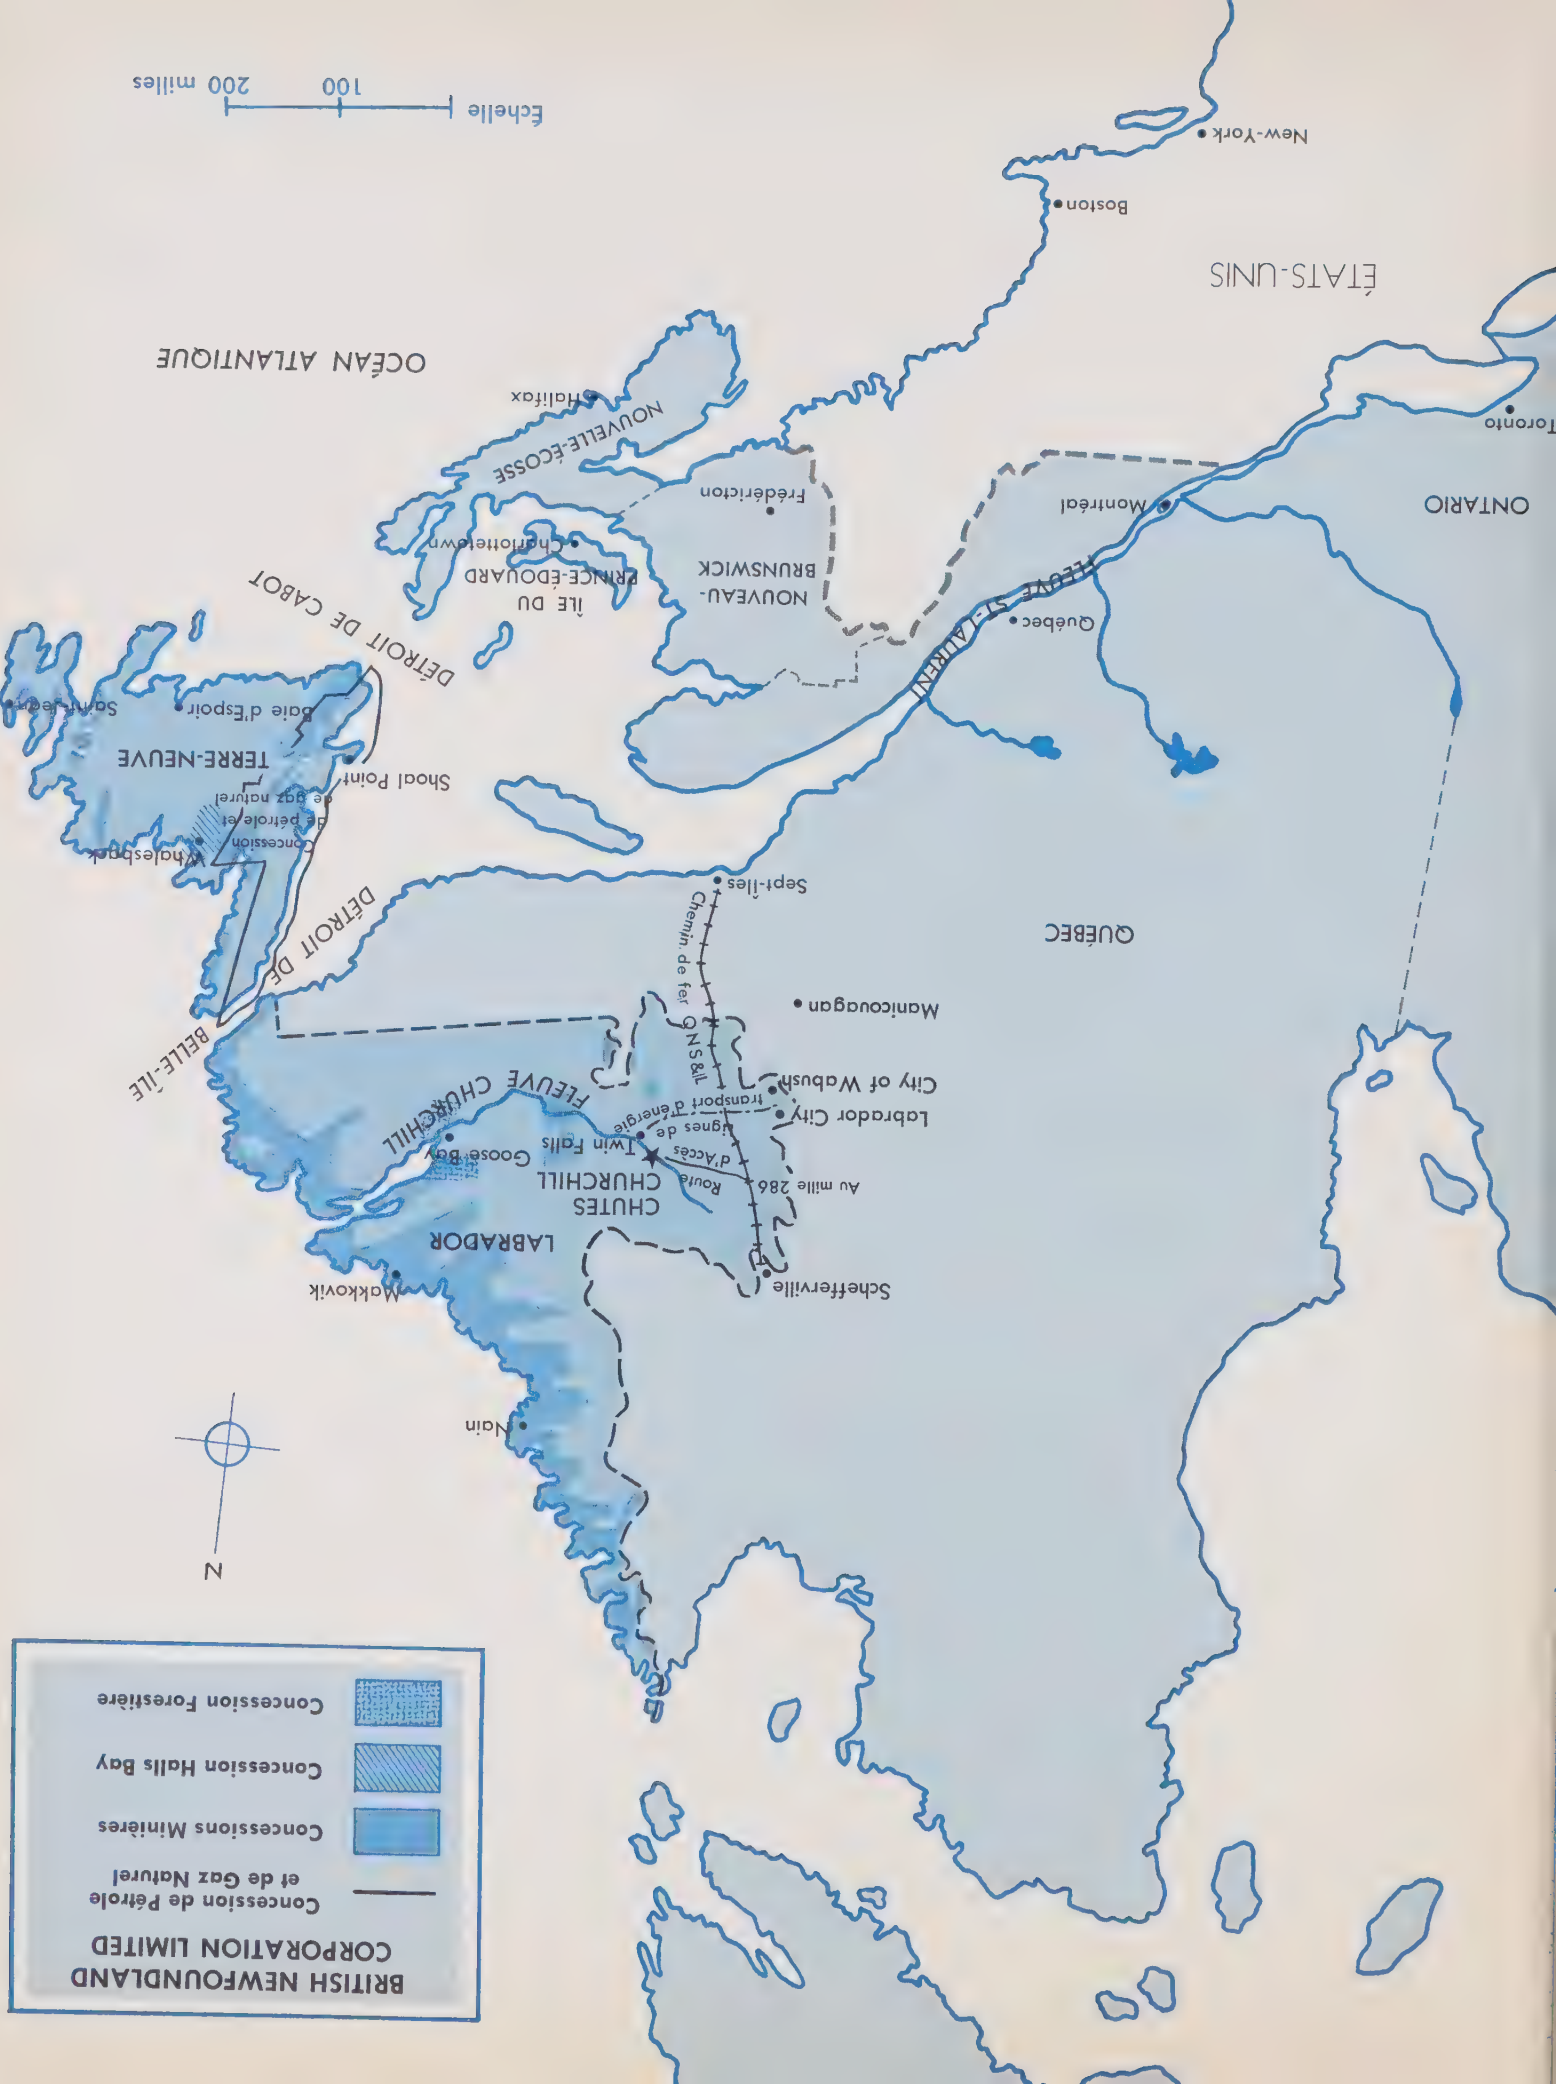 BRITISH NEWFOUNDLAND
CORPORATION LIMITED
Concession de Pétrole
et de Gaz Naturel
Concessions Minières
Concession Halls Bay
Concession Forestière
N
Nain
Makkovik
Schefferville
LABRADOR
CHUTES
CHURCHILL
Au mille 286
Route
d'Accès
Twin Falls
Goose Bay
Lignes de
transport d'énergie
Labrador City
City of Wabush
FLEUVE CHURCHILL
BELLE-ÎLE
DÉTROIT DE
Manicouagan
Chemin de fer QNS&L
QUÉBEC
Sept-Îles
Whalesback
Concession
de pétrole et
de gaz naturel
Shoal Point
TERRE-NEUVE
Baie d'Espoir
Saint-Jean
DÉTROIT DE CABOT
FLEUVE ST-LAURENT
Québec
ÎLE DU
PRINCE-ÉDOUARD
Charlottetown
NOUVEAU-
BRUNSWICK
Frédéricton
Montréal
ONTARIO
Toronto
NOUVELLE-ÉCOSSE
Halifax
OCÉAN ATLANTIQUE
ÉTATS-UNIS
Boston
New-York
Échelle
100
200 milles